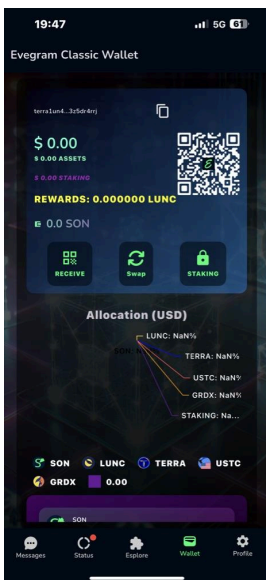 19:47
5G 61
Evegram Classic Wallet
terra1un4...3z5dr4rrj
$ 0.00
$ 0.00 ASSETS
$ 0.00 STAKING
REWARDS: 0.000000 LUNC
0.0 SON
RECEIVE
Swap
STAKING
Allocation (USD)
LUNC: NaN%
TERRA: NaN%
USTC: NaN%
GRDX: NaN%
STAKING: Na...
SON LUNC TERRA USTC
GRDX 0.00
SON
Messages
Status
Esplore
Wallet
Profile